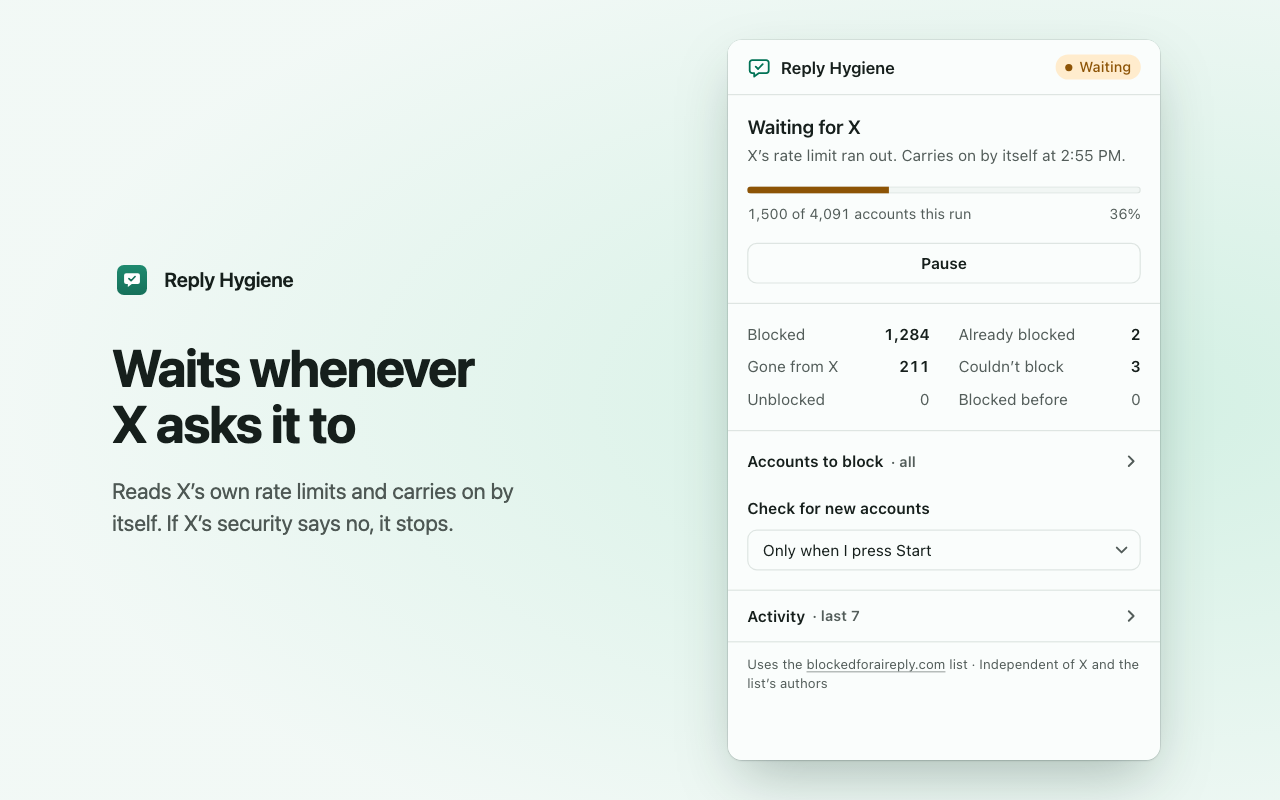 Reply Hygiene
Waits whenever
X asks it to
Reads X’s own rate limits and carries on by
itself. If X’s security says no, it stops.
Reply Hygiene
Waiting
Waiting for X
X’s rate limit ran out. Carries on by itself at 2:55 PM.
1,500 of 4,091 accounts this run 36%
Pause
Blocked 1,284 Already blocked 2
Gone from X 211 Couldn’t block 3
Unblocked 0 Blocked before 0
Accounts to block · all
Check for new accounts
Only when I press Start
Activity · last 7
Uses the blockedforaireply.com list · Independent of X and the
list’s authors